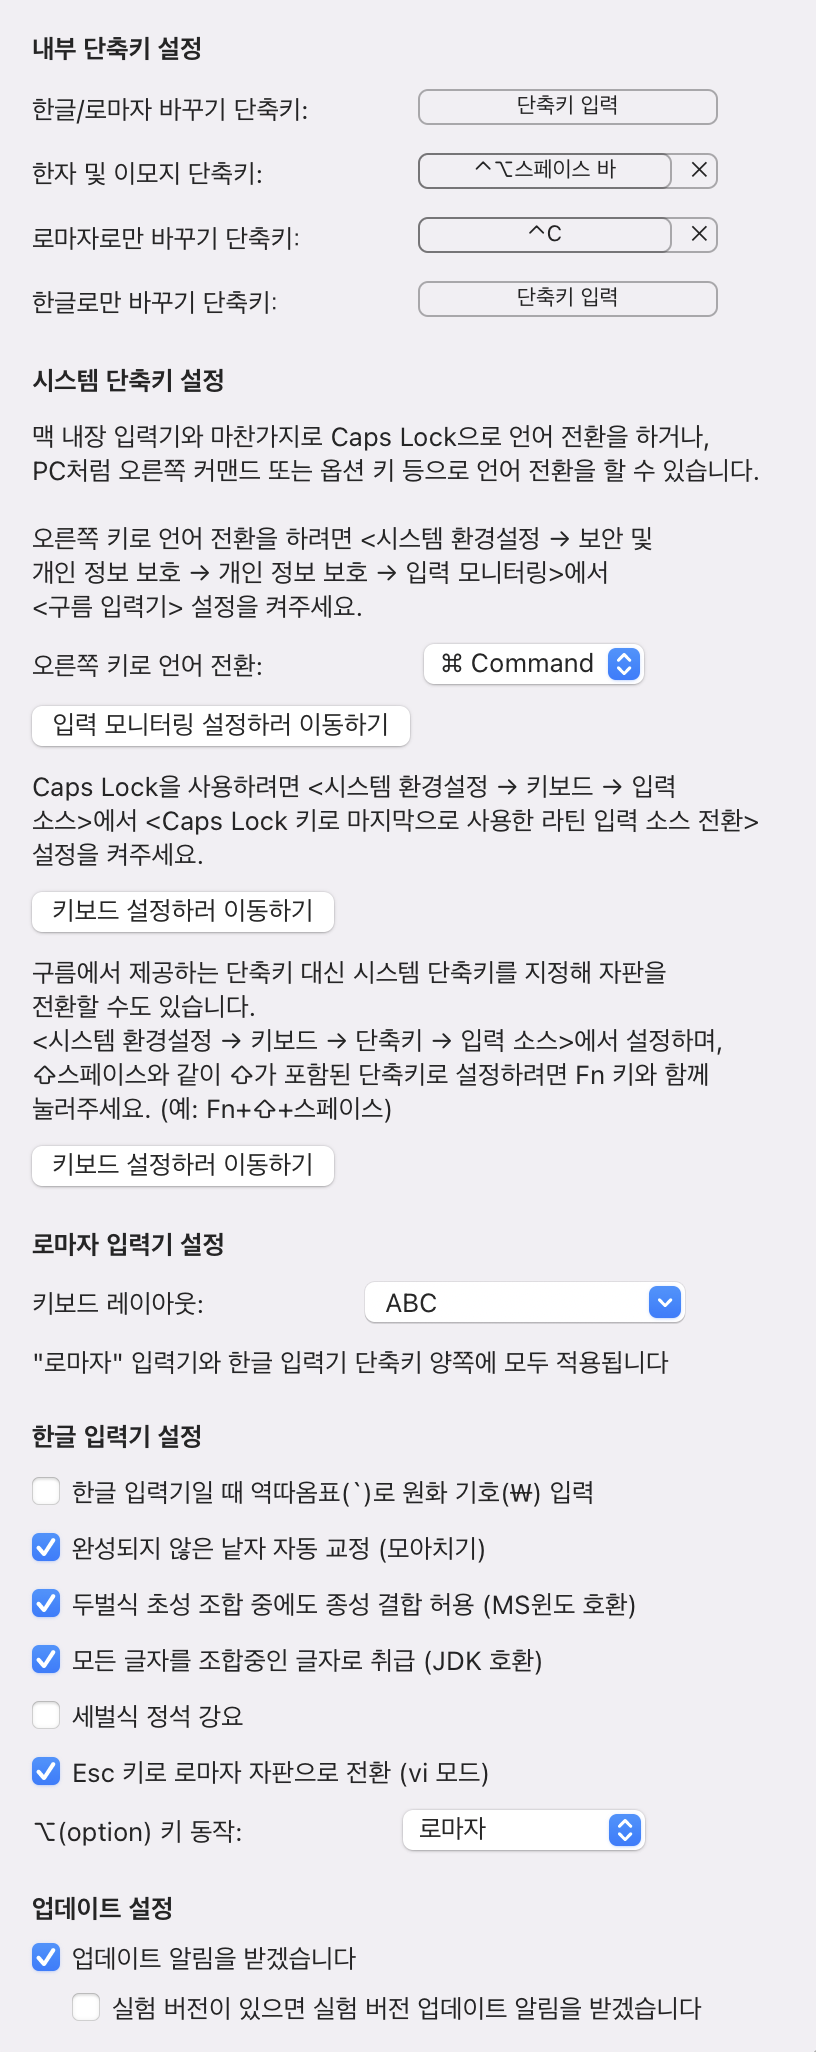 내부 단축키 설정
한글/로마자 바꾸기 단축키: 단축키 입력
한자 및 이모지 단축키: ^⌥스페이스 바 ×
로마자로만 바꾸기 단축키: ^C ×
한글로만 바꾸기 단축키: 단축키 입력
시스템 단축키 설정
맥 내장 입력기와 마찬가지로 Caps Lock으로 언어 전환을 하거나,
PC처럼 오른쪽 커맨드 또는 옵션 키 등으로 언어 전환을 할 수 있습니다.
오른쪽 키로 언어 전환을 하려면 <시스템 환경설정 → 보안 및
개인 정보 보호 → 개인 정보 보호 → 입력 모니터링>에서
<구름 입력기> 설정을 켜주세요.
오른쪽 키로 언어 전환: ⌘ Command
입력 모니터링 설정하러 이동하기
Caps Lock을 사용하려면 <시스템 환경설정 → 키보드 → 입력
소스>에서 <Caps Lock 키로 마지막으로 사용한 라틴 입력 소스 전환>
설정을 켜주세요.
키보드 설정하러 이동하기
구름에서 제공하는 단축키 대신 시스템 단축키를 지정해 자판을
전환할 수도 있습니다.
<시스템 환경설정 → 키보드 → 단축키 → 입력 소스>에서 설정하며,
⇧스페이스와 같이 ⇧가 포함된 단축키로 설정하려면 Fn 키와 함께
눌러주세요. (예: Fn+⇧+스페이스)
키보드 설정하러 이동하기
로마자 입력기 설정
키보드 레이아웃: ABC
"로마자" 입력기와 한글 입력기 단축키 양쪽에 모두 적용됩니다
한글 입력기 설정
한글 입력기일 때 역따옴표(`)로 원화 기호(₩) 입력
완성되지 않은 낱자 자동 교정 (모아치기)
두벌식 초성 조합 중에도 종성 결합 허용 (MS윈도 호환)
모든 글자를 조합중인 글자로 취급 (JDK 호환)
세벌식 정석 강요
Esc 키로 로마자 자판으로 전환 (vi 모드)
⌥(option) 키 동작: 로마자
업데이트 설정
업데이트 알림을 받겠습니다
실험 버전이 있으면 실험 버전 업데이트 알림을 받겠습니다